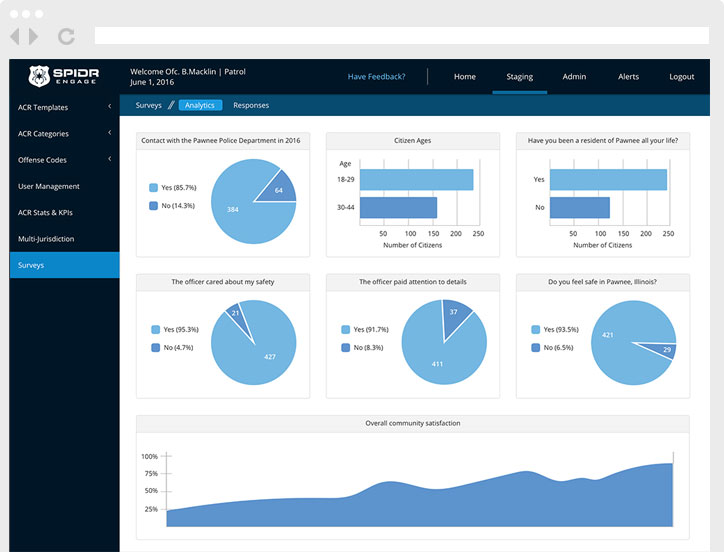 SPIDR
ENGAGE
Welcome Ofc. B.Macklin | Patrol
June 1, 2016
Have Feedback?
Home
Staging
Admin
Alerts
Logout
Surveys // Analytics Responses
ACR Templates
ACR Categories
Offense Codes
User Management
ACR Stats & KPIs
Multi-Jurisdiction
Surveys
Contact with the Pawnee Police Department in 2016
Yes (85.7%)
No (14.3%)
384
64
Citizen Ages
Age
18-29
30-44
50 100 150 200 250
Number of Citizens
Have you been a resident of Pawnee all your life?
Yes
No
50 100 150 200 250
Number of Citizens
The officer cared about my safety
Yes (95.3%)
No (4.7%)
21
427
The officer paid attention to details
Yes (91.7%)
No (8.3%)
37
411
Do you feel safe in Pawnee, Illinois?
Yes (93.5%)
No (6.5%)
421
29
Overall community satisfaction
100%
75%
50%
25%